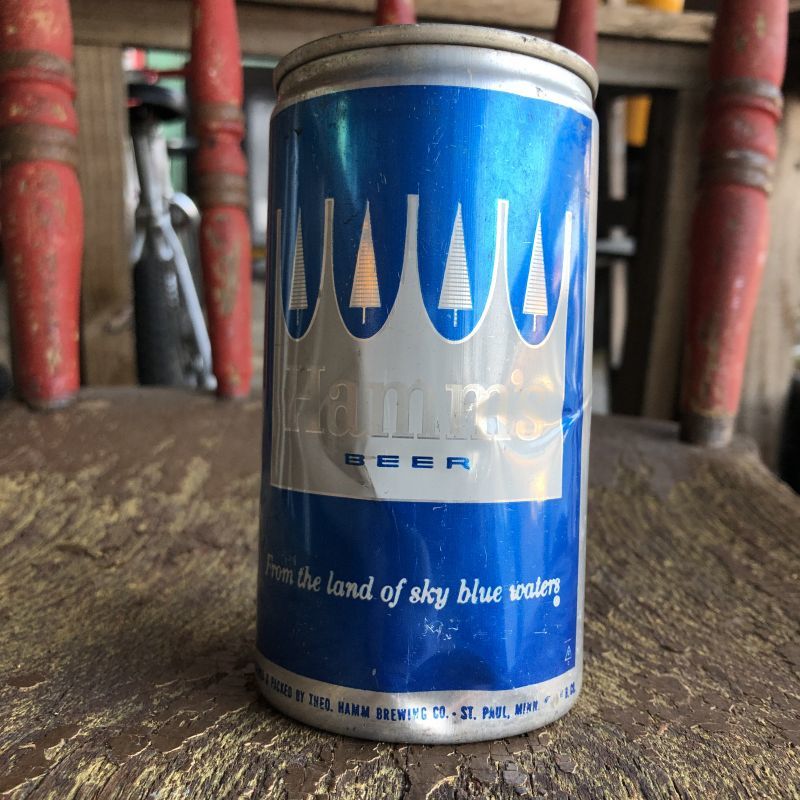 Hamm's
BEER
From the land of sky blue waters
& PACKED BY THEO. HAMM BREWING CO. - ST. PAUL, MINN.